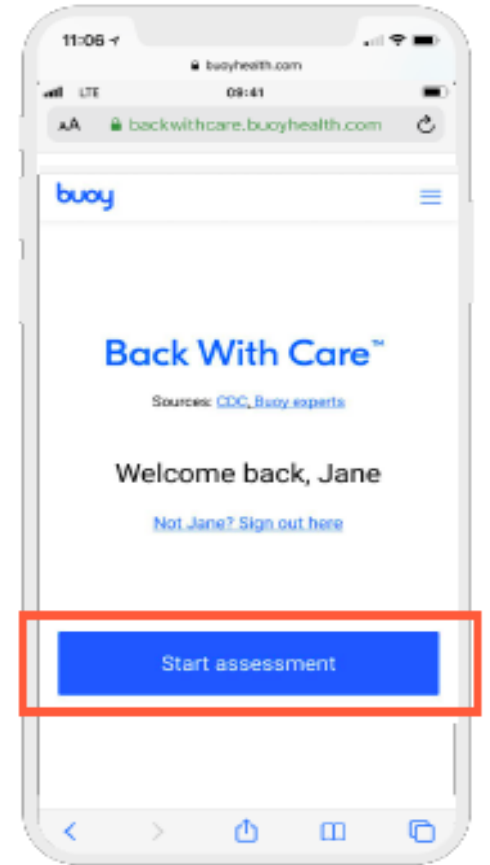 11:06
buoyhealth.com
LTE 09:41
AA backwithcare.buoyhealth.com
buoy
Back With Care™
Sources: CDC, Buoy experts
Welcome back, Jane
Not Jane? Sign out here
Start assessment